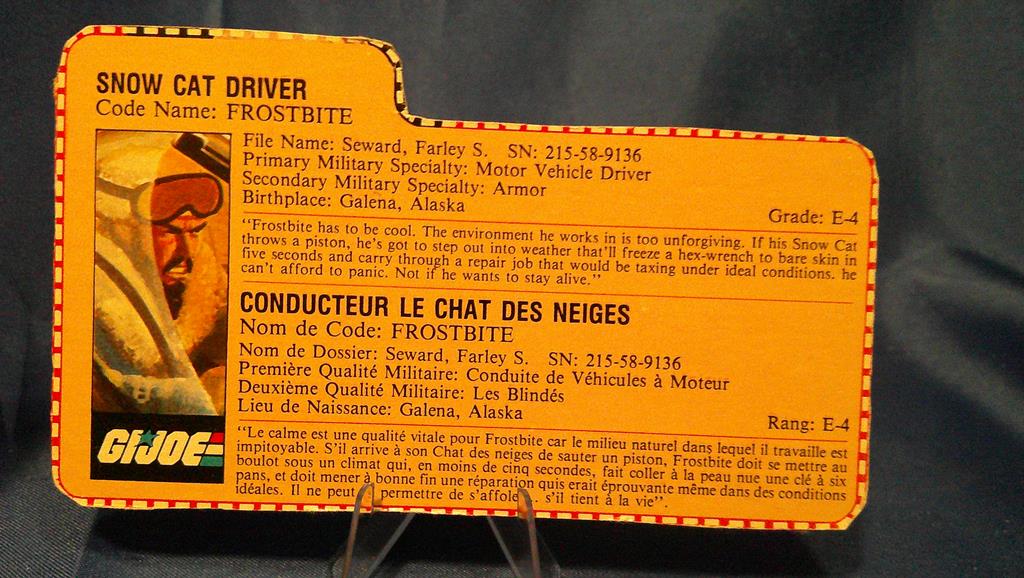 SNOW CAT DRIVER
Code Name: FROSTBITE
File Name: Seward, Farley S. SN: 215-58-9136
Primary Military Specialty: Motor Vehicle Driver
Secondary Military Specialty: Armor
Birthplace: Galena, Alaska
Grade: E-4
"Frostbite has to be cool. The environment he works in is too unforgiving. If his Snow Cat
throws a piston, he's got to step out into weather that'll freeze a hex-wrench to bare skin in
five seconds and carry through a repair job that would be taxing under ideal conditions. he
can't afford to panic. Not if he wants to stay alive."
CONDUCTEUR LE CHAT DES NEIGES
Nom de Code: FROSTBITE
Nom de Dossier: Seward, Farley S. SN: 215-58-9136
Première Qualité Militaire: Conduite de Véhicules à Moteur
Deuxième Qualité Militaire: Les Blindés
Lieu de Naissance: Galena, Alaska
Rang: E-4
"Le calme est une qualité vitale pour Frostbite car le milieu naturel dans lequel il travaille est
impitoyable. S'il arrive à son Chat des neiges de sauter un piston, Frostbite doit se mettre au
boulot sous un climat qui, en moins de cinq secondes, fait coller à la peau nue une clé à six
pans, et doit mener à bonne fin une réparation quis erait éprouvante même dans des conditions
idéales. Il ne peut permettre de s'affole... s'il tient à la vie".
GI JOE